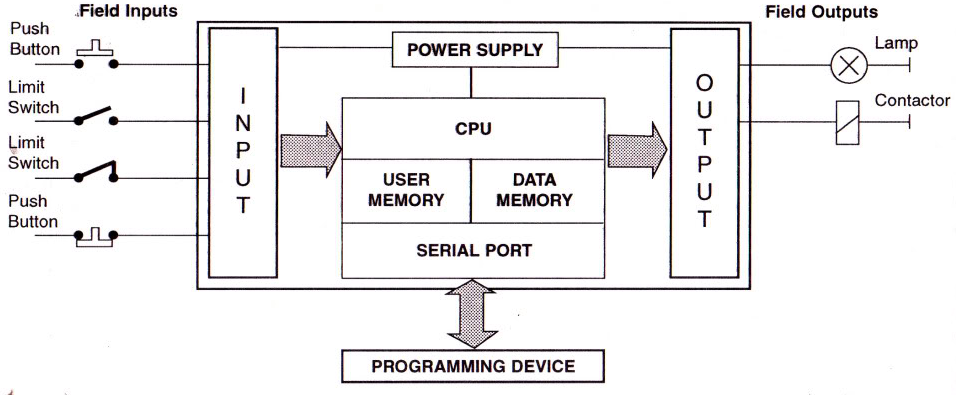 Field Inputs
Field Outputs
Push
Button
Limit
Switch
Limit
Switch
Push
Button
INPUT
POWER SUPPLY
CPU
USER
MEMORY
DATA
MEMORY
SERIAL PORT
OUTPUT
Lamp
Contactor
PROGRAMMING DEVICE